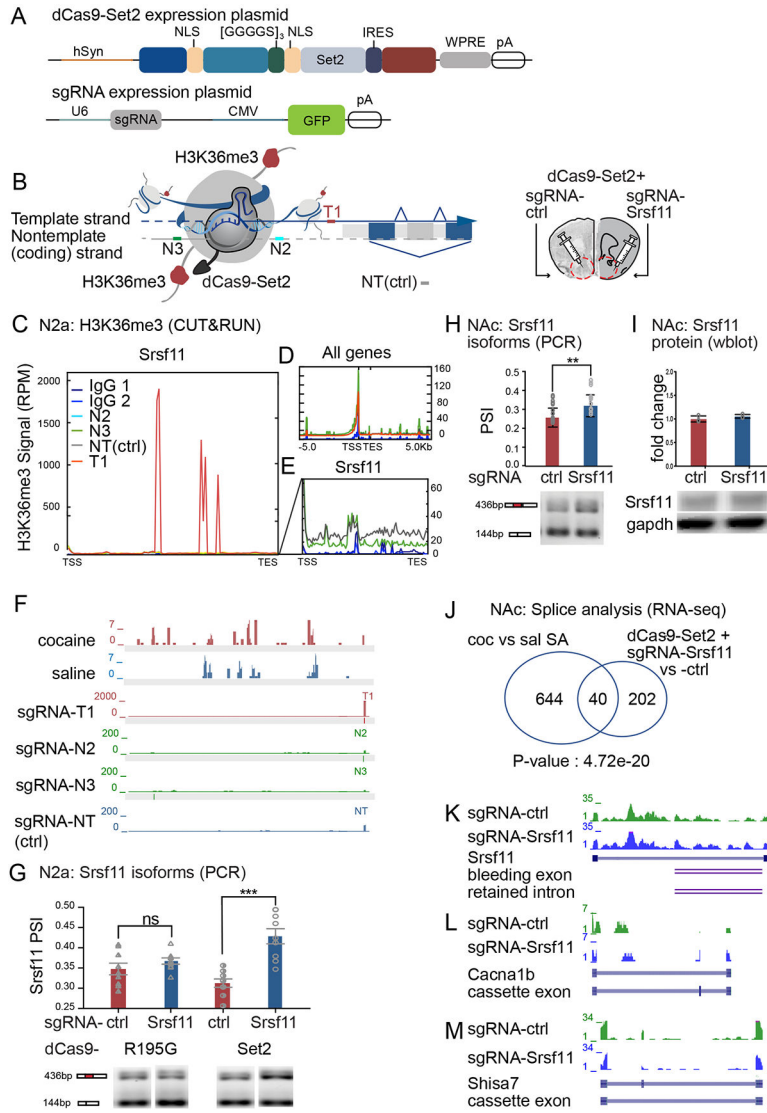 A
dCas9-Set2 expression plasmid
hSyn
NLS
[GGGGS]3
NLS
Set2
IRES
WPRE
pA
sgRNA expression plasmid
U6
sgRNA
CMV
GFP
pA
B
H3K36me3
Template strand
Nontemplate
(coding) strand
N3
H3K36me3
dCas9-Set2
N2
T1
NT(ctrl)
dCas9-Set2+
sgRNA-
ctrl
sgRNA-
Srsf11
C N2a: H3K36me3 (CUT&RUN)
Srsf11
H3K36me3 Signal (RPM)
2000
1500
1000
500
0
IgG 1
IgG 2
N2
N3
NT(ctrl)
T1
TSS
TES
D
All genes
160
120
80
40
0
-5.0
TSSTES
5.0Kb
E
Srsf11
60
40
20
0
TSS
TES
F
cocaine
7
0
saline
7
0
sgRNA-T1
2000
0
T1
sgRNA-N2
200
0
N2
sgRNA-N3
200
0
N3
sgRNA-NT
(ctrl)
200
0
NT
G N2a: Srsf11 isoforms (PCR)
Srsf11 PSI
0.50
0.45
0.40
0.35
0.30
0.25
ns
***
sgRNA-
ctrl
Srsf11
ctrl
Srsf11
dCas9-
R195G
Set2
436bp
144bp
H NAc: Srsf11
isoforms (PCR)
PSI
0.5
0.4
0.3
0.2
0.1
0.0
**
sgRNA
ctrl
Srsf11
436bp
144bp
I NAc: Srsf11
protein (wblot)
fold change
2.0
1.5
1.0
0.5
0.0
ctrl
Srsf11
Srsf11
gapdh
J NAc: Splice analysis (RNA-seq)
coc vs sal SA
dCas9-Set2 +
sgRNA-Srsf11
vs -ctrl
644
40
202
P-value : 4.72e-20
K sgRNA-ctrl
35
1
sgRNA-Srsf11
35
1
Srsf11
bleeding exon
retained intron
L sgRNA-ctrl
7
1
sgRNA-Srsf11
7
1
Cacna1b
cassette exon
M sgRNA-ctrl
34
1
sgRNA-Srsf11
34
1
Shisa7
cassette exon